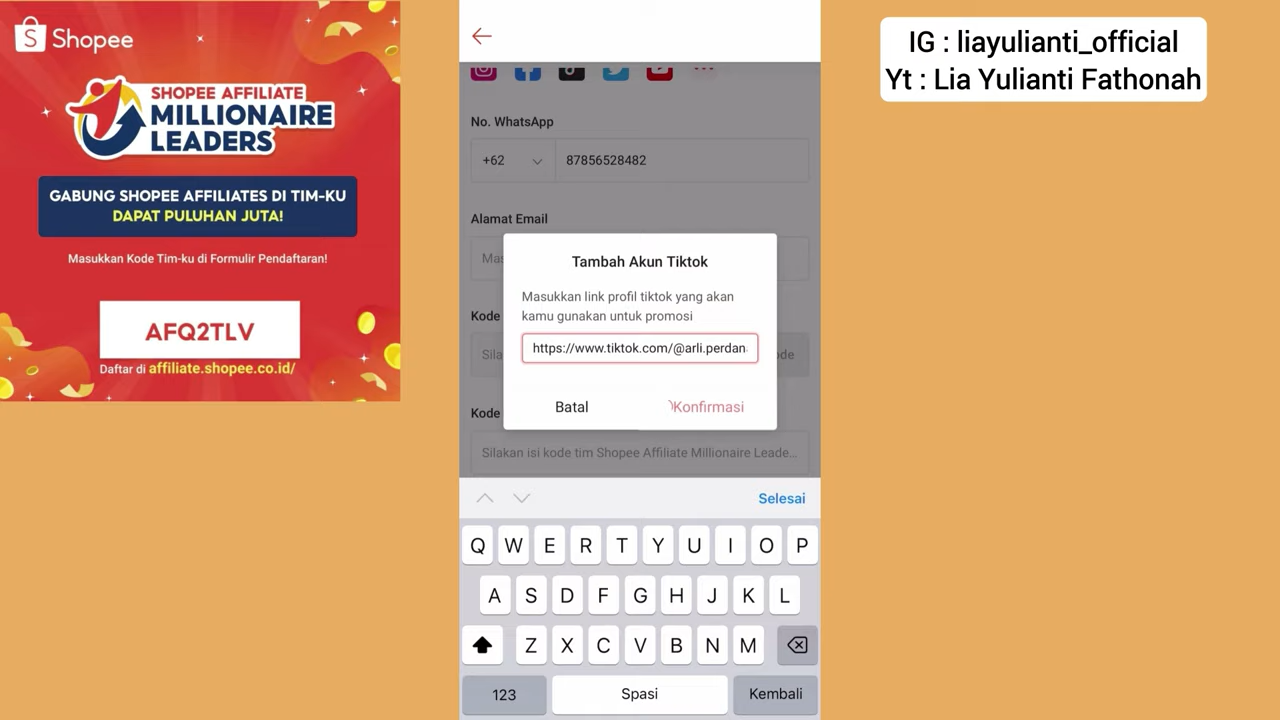 Shopee
SHOPEE AFFILIATE
MILLIONAIRE
LEADERS
GABUNG SHOPEE AFFILIATES DI TIM-KU
DAPAT PULUHAN JUTA!
Masukkan Kode Tim-ku di Formulir Pendaftaran!
AFQ2TLV
Daftar di affiliate.shopee.co.id/
No. WhatsApp
+62 87856528482
Alamat Email
Mas
Tambah Akun Tiktok
Masukkan link profil tiktok yang akan
kamu gunakan untuk promosi
Kode
https://www.tiktok.com/@arli.perdan
Sila ode
Batal Konfirmasi
Kode
Silakan isi kode tim Shopee Affiliate Millionaire Leade...
Selesai
Q W E R T Y U I O P
A S D F G H J K L
Z X C V B N M
123 Spasi Kembali
IG : liayulianti_official
Yt : Lia Yulianti Fathonah